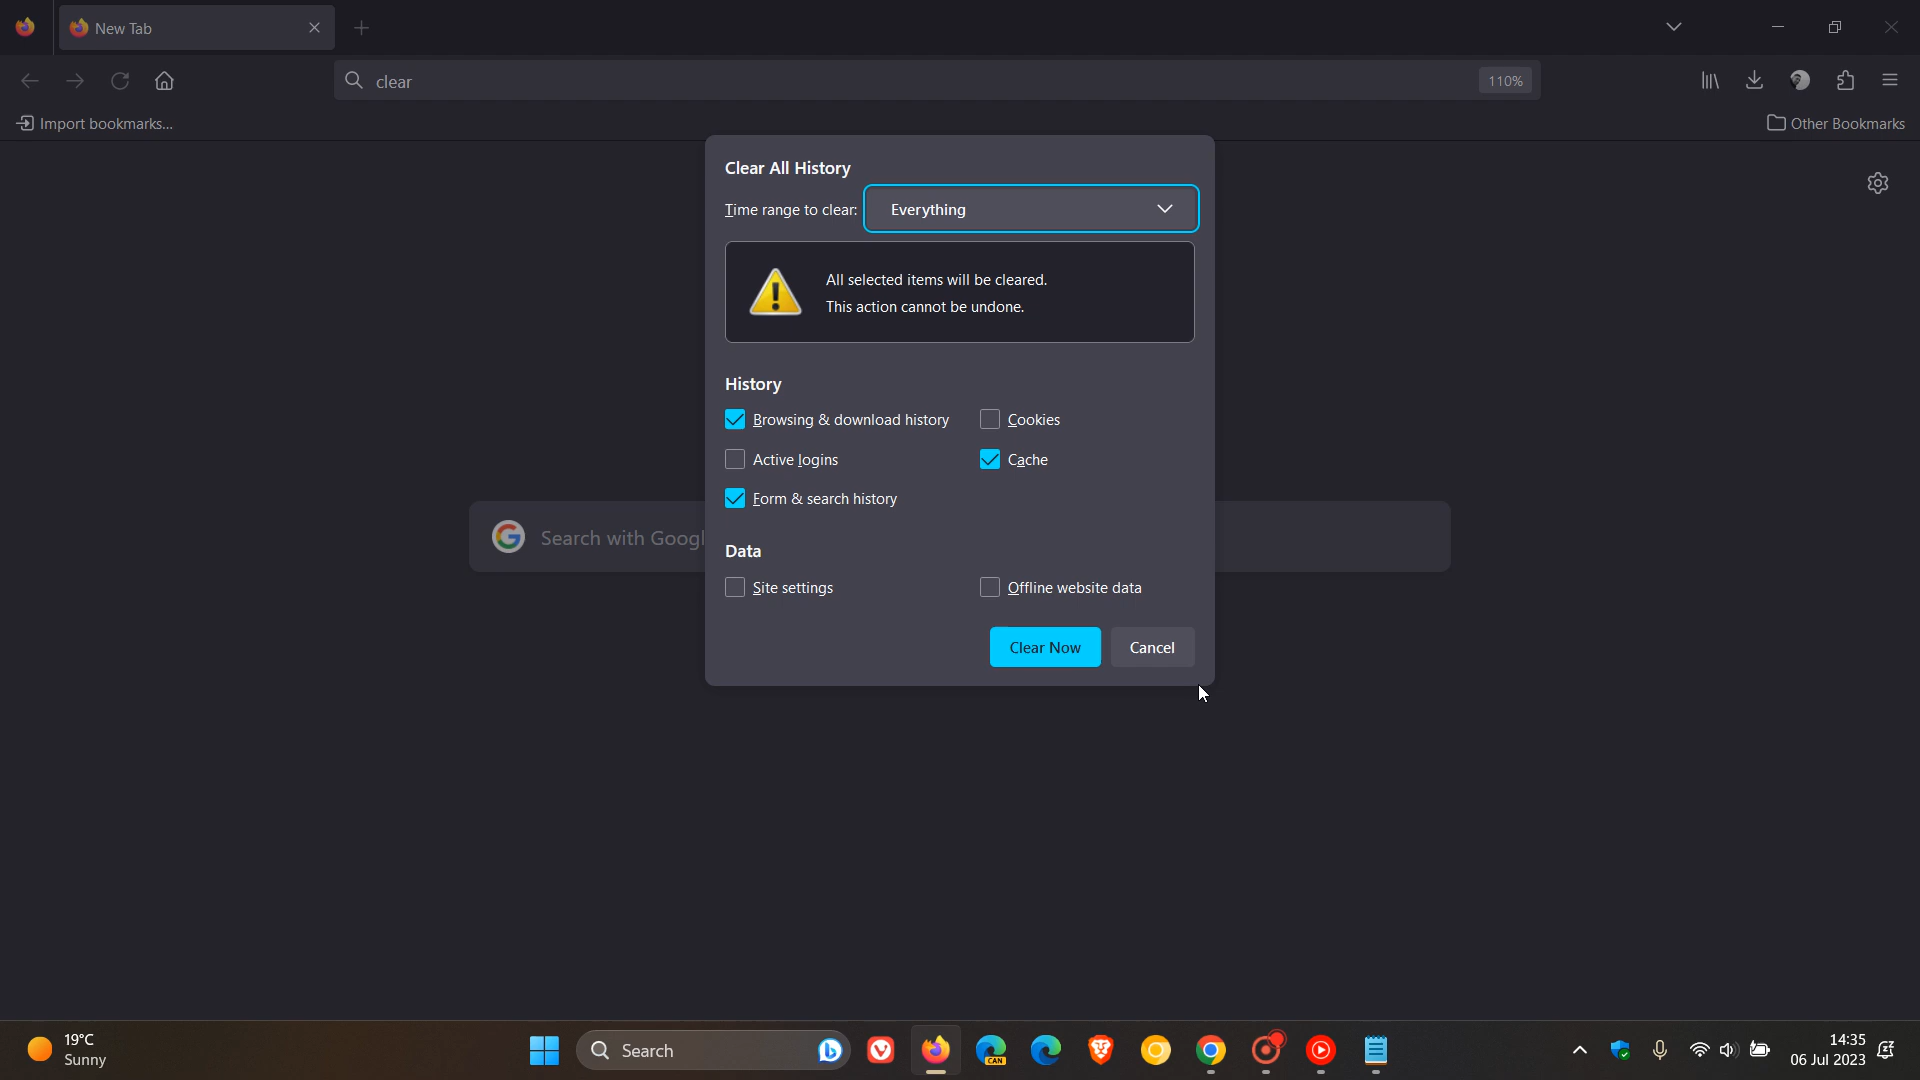 New Tab
clear
110%
Import bookmarks...
Other Bookmarks
Clear All History
Time range to clear: Everything
All selected items will be cleared.
This action cannot be undone.
History
Browsing & download history
Cookies
Active logins
Cache
Form & search history
Search with Googl
Data
Site settings
Offline website data
Clear Now
Cancel
19°C
Sunny
Search
CAN
14:35
06 Jul 2023